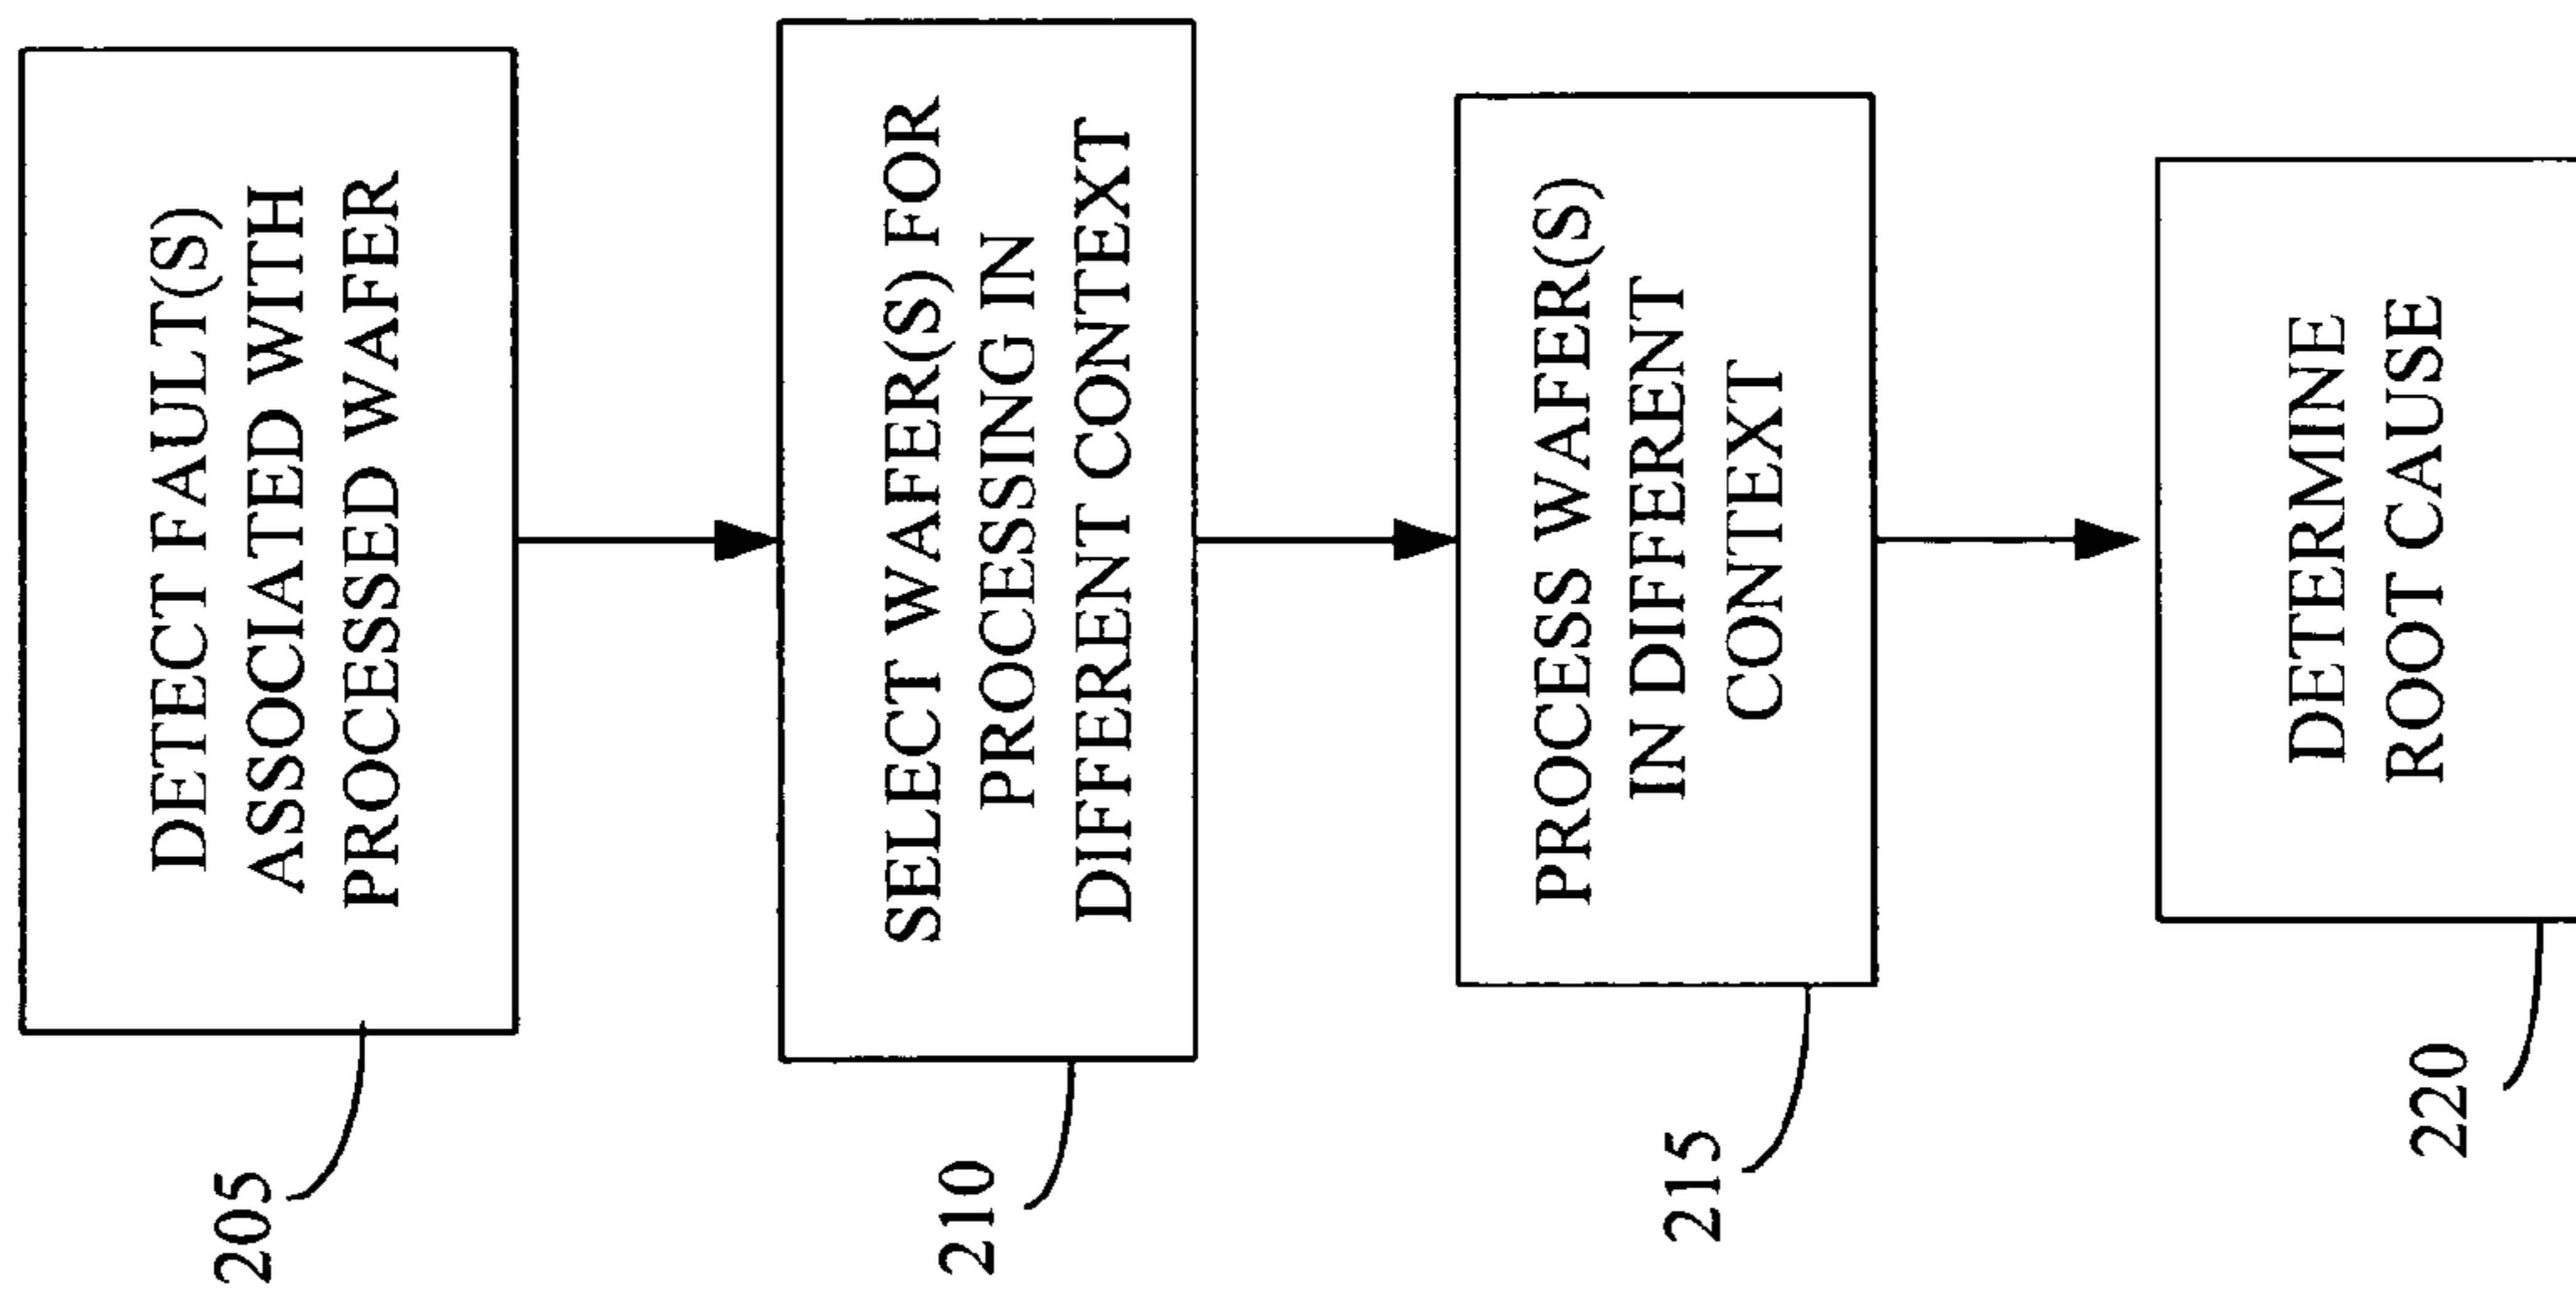 DETECT FAULT(S)
ASSOCIATED WITH
PROCESSED WAFER
205
SELECT WAFER(S) FOR
PROCESSING IN
DIFFERENT CONTEXT
210
PROCESS WAFER(S)
IN DIFFERENT
CONTEXT
215
DETERMINE
ROOT CAUSE
220